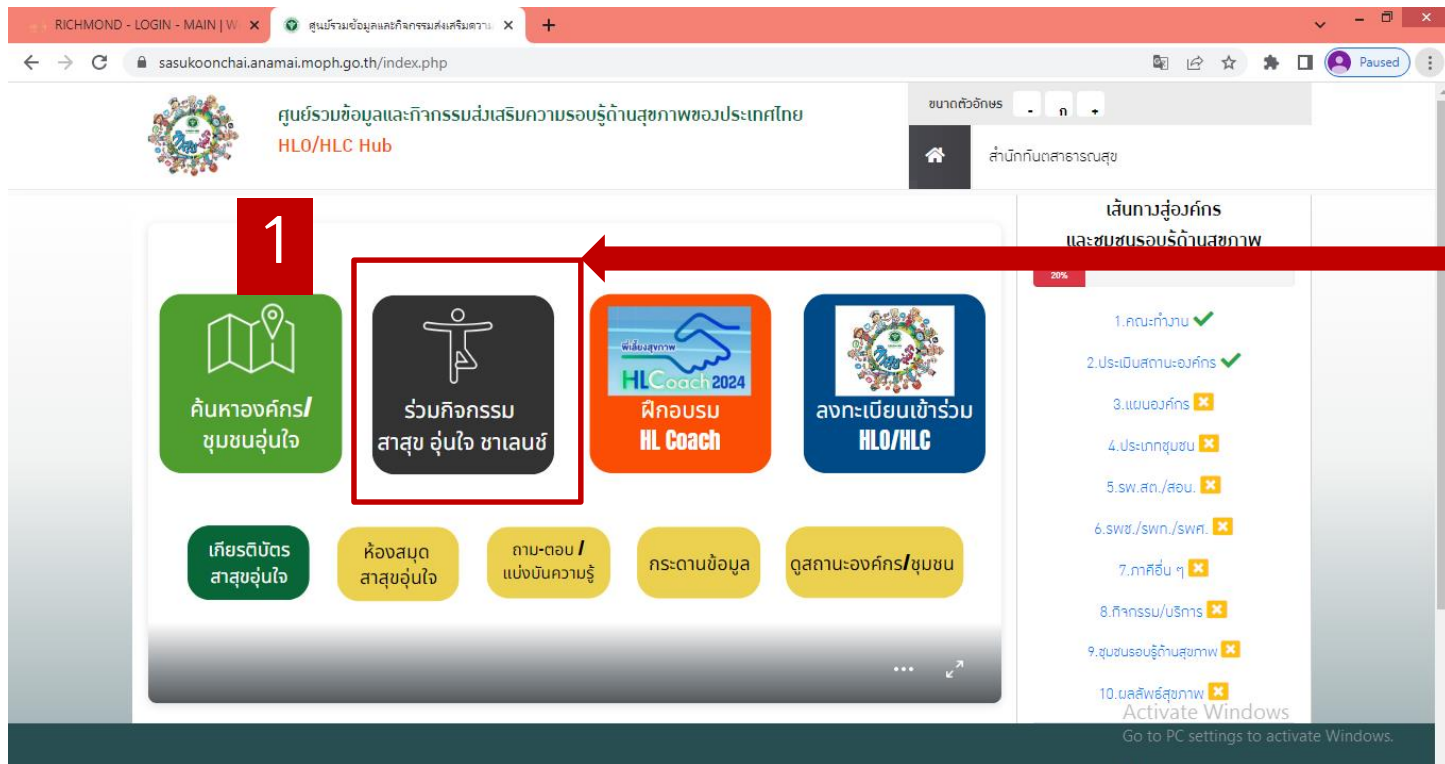 RICHMOND - LOGIN - MAIN | W
ศูนย์รวมข้อมูลและกิจกรรมส่งเสริมความ
sasukoonchai.anamai.moph.go.th/index.php
Paused
ศูนย์รวมข้อมูลและกิจกรรมส่งเสริมความรอบรู้ด้านสุขภาพของประเทศไทย
HLO/HLC Hub
ขนาดตัวอักษร - ก +
สำนักทันตสาธารณสุข
1
ค้นหาองค์กร/
ชุมชนอุ่นใจ
ร่วมกิจกรรม
สาสุข อุ่นใจ ชาเลนช์
พี่เลี้ยงสุขภาพ
HLCoach 2024
ฝึกอบรม
HL Coach
ลงทะเบียนเข้าร่วม
HLO/HLC
เกียรติบัตร
สาสุขอุ่นใจ
ห้องสมุด
สาสุขอุ่นใจ
ถาม-ตอบ /
แบ่งบันความรู้
กระดานข้อมูล
ดูสถานะองค์กร/ชุมชน
เส้นทางสู่องค์กร
และชุมชนรอบรู้ด้านสุขภาพ
20%
1.คณะทำงาน
2.ประเมินสถานะองค์กร
3.แผนองค์กร
4.ประเภทชุมชน
5.รพ.สต./สอน.
6.รพช./รพท./รพศ.
7.ภาคีอื่น ๆ
8.กิจกรรม/บริการ
9.ชุมชนรอบรู้ด้านสุขภาพ
10.ผลลัพธ์สุขภาพ
Activate Windows
Go to PC settings to activate Windows.